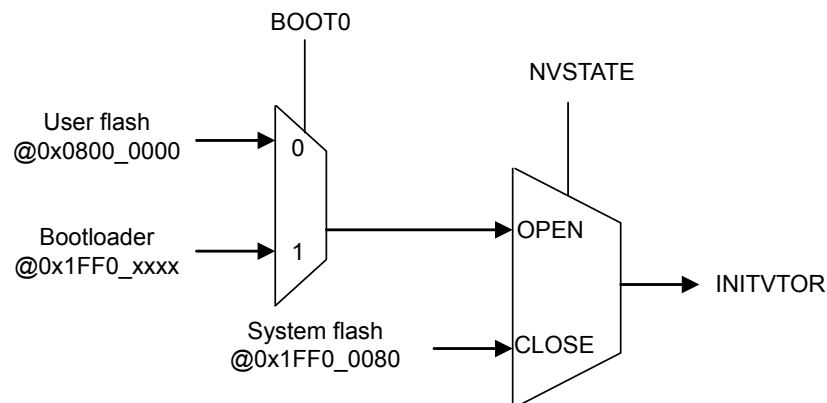 BOOT0
NVSTATE
User flash
@0x0800_0000
0
Bootloader
@0x1FF0_xxxx
1
OPEN
INITVTOR
System flash
@0x1FF0_0080
CLOSE